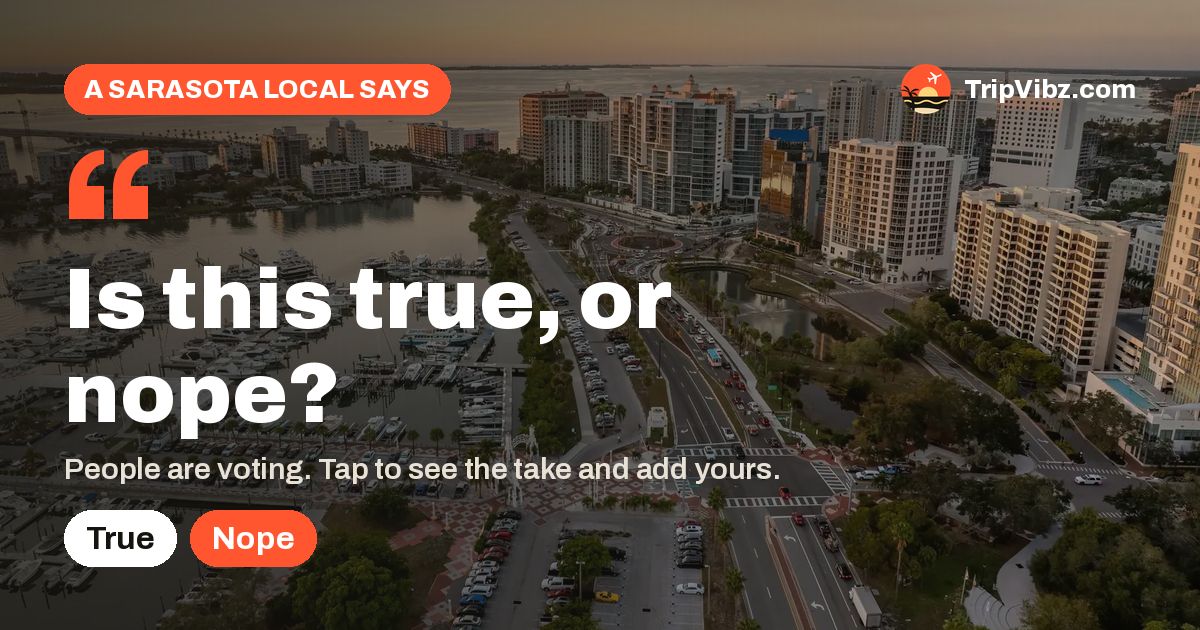 A SARASOTA LOCAL SAYS
TripVibz.com
“
Is this true, or
nope?
People are voting. Tap to see the take and add yours.
True
Nope